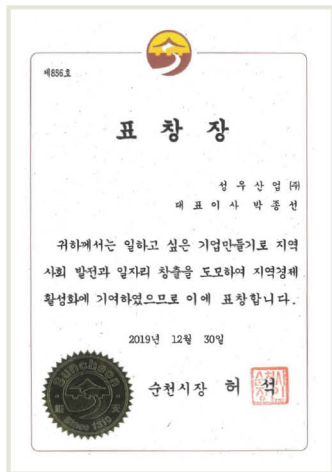 제856호
표 창 장
성 우 산 업 ㈜
대 표 이 사 박 종 선
귀하께서는 일하고 싶은 기업만들기로 지역
사회 발전과 일자리 창출을 도모하여 지역경제
활성화에 기여하였으므로 이에 표창합니다.
2019년 12월 30일
순천시장 허 석
Suncheon
Since 1310